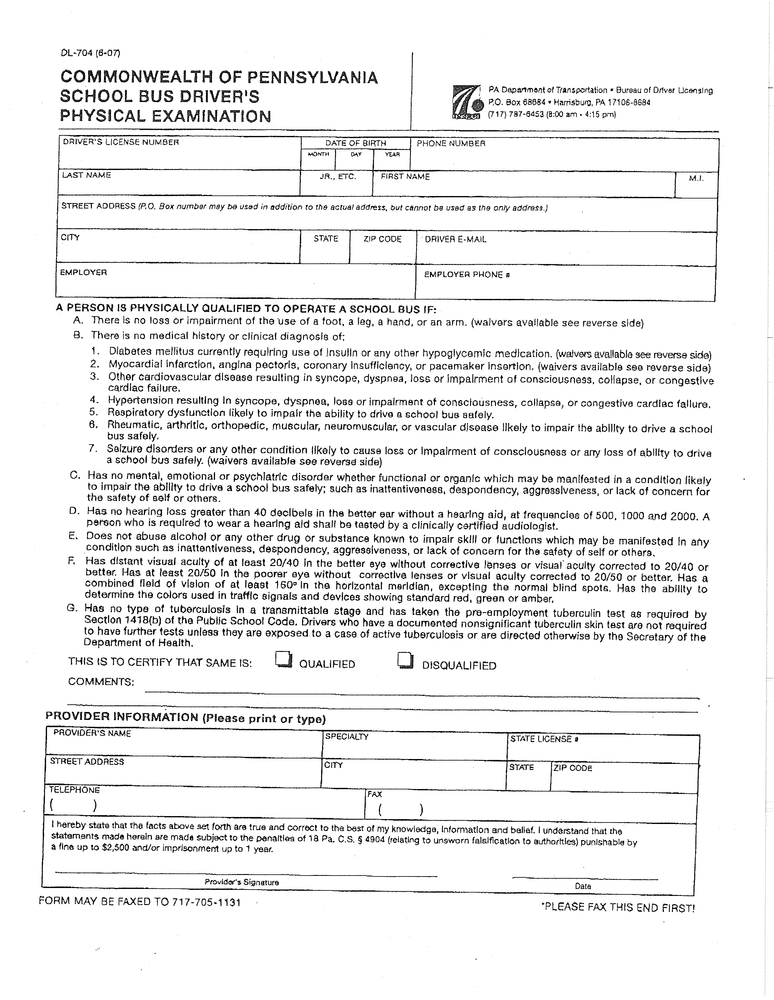 DL-704 (6-07)
COMMONWEALTH OF PENNSYLVANIA
SCHOOL BUS DRIVER'S
PHYSICAL EXAMINATION
PA Department of Transportation • Bureau of Driver Licensing
P.O. Box 68684 • Harrisburg, PA 17106-8684
(717) 787-6453 (8:00 am - 4:15 pm)
DRIVER'S LICENSE NUMBER
DATE OF BIRTH
MONTH DAY YEAR
PHONE NUMBER
LAST NAME
JR., ETC.
FIRST NAME
M.I.
STREET ADDRESS (P.O. Box number may be used in addition to the actual address, but cannot be used as the only address.)
CITY
STATE
ZIP CODE
DRIVER E-MAIL
EMPLOYER
EMPLOYER PHONE #
A PERSON IS PHYSICALLY QUALIFIED TO OPERATE A SCHOOL BUS IF:
A. There is no loss or impairment of the use of a foot, a leg, a hand, or an arm. (waivers available see reverse side)
B. There is no medical history or clinical diagnosis of:
1. Diabetes mellitus currently requiring use of insulin or any other hypoglycemic medication. (waivers available see reverse side)
2. Myocardial infarction, angina pectoris, coronary insufficiency, or pacemaker insertion. (waivers available see reverse side)
3. Other cardiovascular disease resulting in syncope, dyspnea, loss or impairment of consciousness, collapse, or congestive
cardiac failure.
4. Hypertension resulting in syncope, dyspnea, loss or impairment of consciousness, collapse, or congestive cardiac failure.
5. Respiratory dysfunction likely to impair the ability to drive a school bus safely.
6. Rheumatic, arthritic, orthopedic, muscular, neuromuscular, or vascular disease likely to impair the ability to drive a school
bus safely.
7. Seizure disorders or any other condition likely to cause loss or impairment of consciousness or any loss of ability to drive
a school bus safely. (waivers available see reverse side)
C. Has no mental, emotional or psychiatric disorder whether functional or organic which may be manifested in a condition likely
to impair the ability to drive a school bus safely; such as inattentiveness, despondency, aggressiveness, or lack of concern for
the safety of self or others.
D. Has no hearing loss greater than 40 decibels in the better ear without a hearing aid, at frequencies of 500, 1000 and 2000. A
person who is required to wear a hearing aid shall be tested by a clinically certified audiologist.
E. Does not abuse alcohol or any other drug or substance known to impair skill or functions which may be manifested in any
condition such as inattentiveness, despondency, aggressiveness, or lack of concern for the safety of self or others.
F. Has distant visual acuity of at least 20/40 in the better eye without corrective lenses or visual acuity corrected to 20/40 or
better. Has at least 20/50 in the poorer eye without corrective lenses or visual acuity corrected to 20/50 or better. Has a
combined field of vision of at least 160° in the horizontal meridian, excepting the normal blind spots. Has the ability to
determine the colors used in traffic signals and devices showing standard red, green or amber.
G. Has no type of tuberculosis in a transmittable stage and has taken the pre-employment tuberculin test as required by
Section 1418(b) of the Public School Code. Drivers who have a documented nonsignificant tuberculin skin test are not required
to have further tests unless they are exposed to a case of active tuberculosis or are directed otherwise by the Secretary of the
Department of Health.
THIS IS TO CERTIFY THAT SAME IS: QUALIFIED DISQUALIFIED
COMMENTS:
PROVIDER INFORMATION (Please print or type)
PROVIDER'S NAME
SPECIALTY
STATE LICENSE #
STREET ADDRESS
CITY
STATE
ZIP CODE
TELEPHONE
( )
FAX
( )
I hereby state that the facts above set forth are true and correct to the best of my knowledge, information and belief. I understand that the
statements made herein are made subject to the penalties of 18 Pa. C.S. § 4904 (relating to unsworn falsification to authorities) punishable by
a fine up to $2,500 and/or imprisonment up to 1 year.
Provider's Signature
Date
FORM MAY BE FAXED TO 717-705-1131
*PLEASE FAX THIS END FIRST!